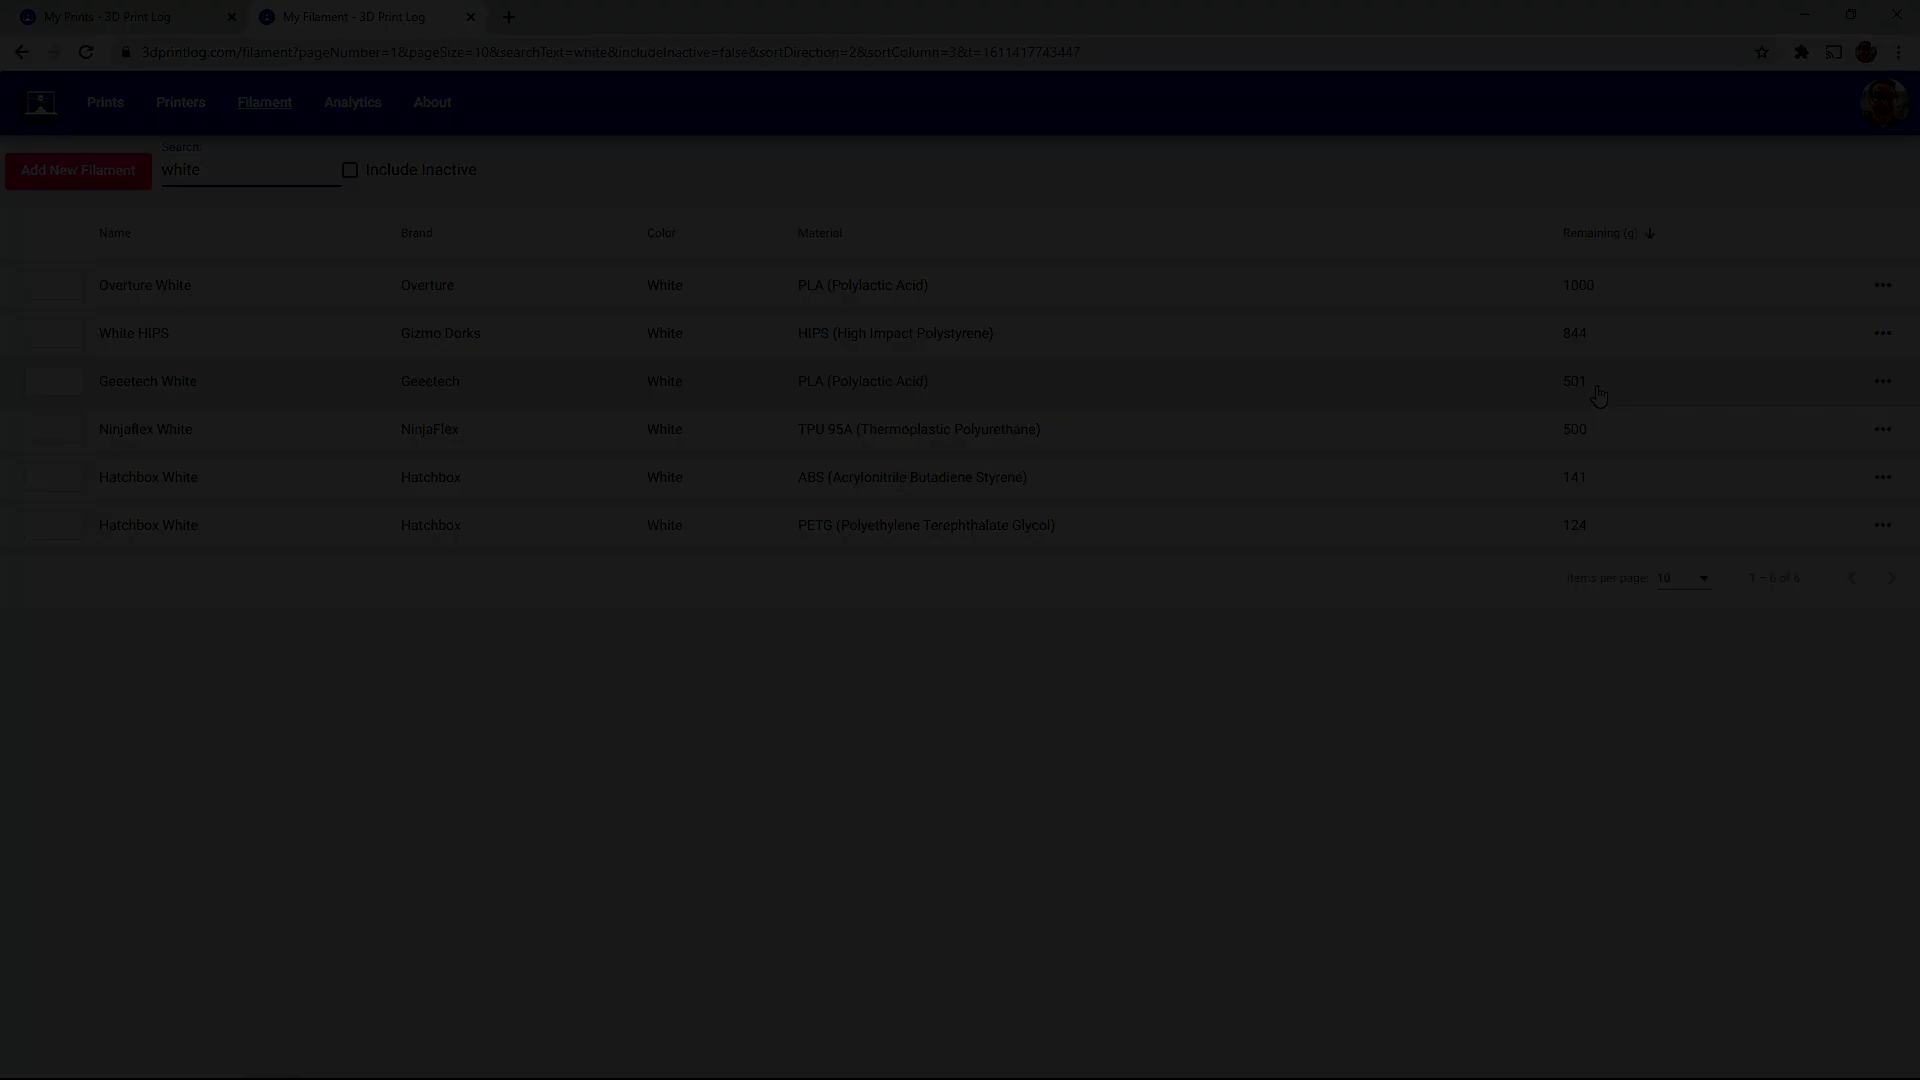 My Prints - 3D Print Log
My Filament - 3D Print Log
3dprintlog.com/filament?pageNumber=1&pageSize=10&searchText=white&includeInactive=false&sortDirection=2&sortColumn=3&t=1611417743447
Prints Printers Filament Analytics About
Search:
Add New Filament white Include Inactive
Name Brand Color Material Remaining (g)
Overture White Overture White PLA (Polylactic Acid) 1000
White HIPS Gizmo Dorks White HIPS (High Impact Polystyrene) 844
Geeetech White Geeetech White PLA (Polylactic Acid) 501
Ninjaflex White NinjaFlex White TPU 95A (Thermoplastic Polyurethane) 500
Hatchbox White Hatchbox White ABS (Acrylonitrile Butadiene Styrene) 141
Hatchbox White Hatchbox White PETG (Polyethylene Terephthalate Glycol) 124
Items per page: 10 1 – 6 of 6